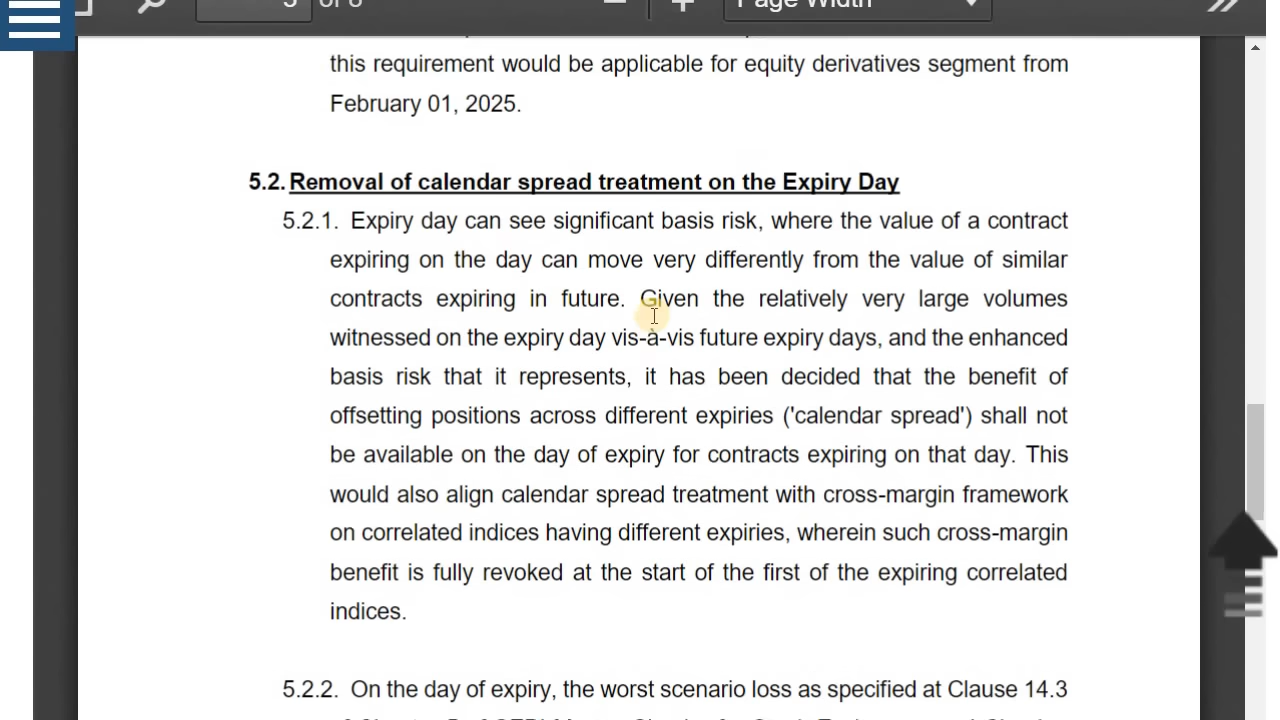 5 of 8
Page Width
this requirement would be applicable for equity derivatives segment from
February 01, 2025.
5.2. Removal of calendar spread treatment on the Expiry Day
5.2.1. Expiry day can see significant basis risk, where the value of a contract
expiring on the day can move very differently from the value of similar
contracts expiring in future. Given the relatively very large volumes
witnessed on the expiry day vis-à-vis future expiry days, and the enhanced
basis risk that it represents, it has been decided that the benefit of
offsetting positions across different expiries ('calendar spread') shall not
be available on the day of expiry for contracts expiring on that day. This
would also align calendar spread treatment with cross-margin framework
on correlated indices having different expiries, wherein such cross-margin
benefit is fully revoked at the start of the first of the expiring correlated
indices.
5.2.2. On the day of expiry, the worst scenario loss as specified at Clause 14.3